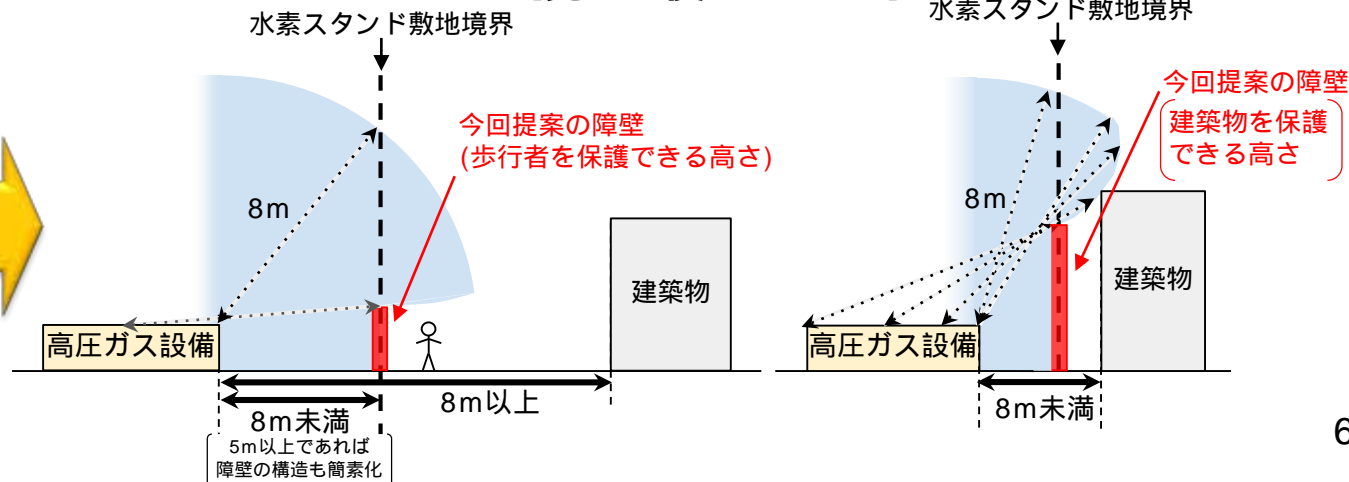 水素スタンド敷地境界
今回提案の障壁
(歩行者を保護できる高さ)
8m
建築物
高圧ガス設備
8m未満
8m以上
5m以上であれば
障壁の構造も簡素化
水素スタンド敷地境界
今回提案の障壁
建築物を保護
できる高さ
8m
建築物
高圧ガス設備
8m未満
6